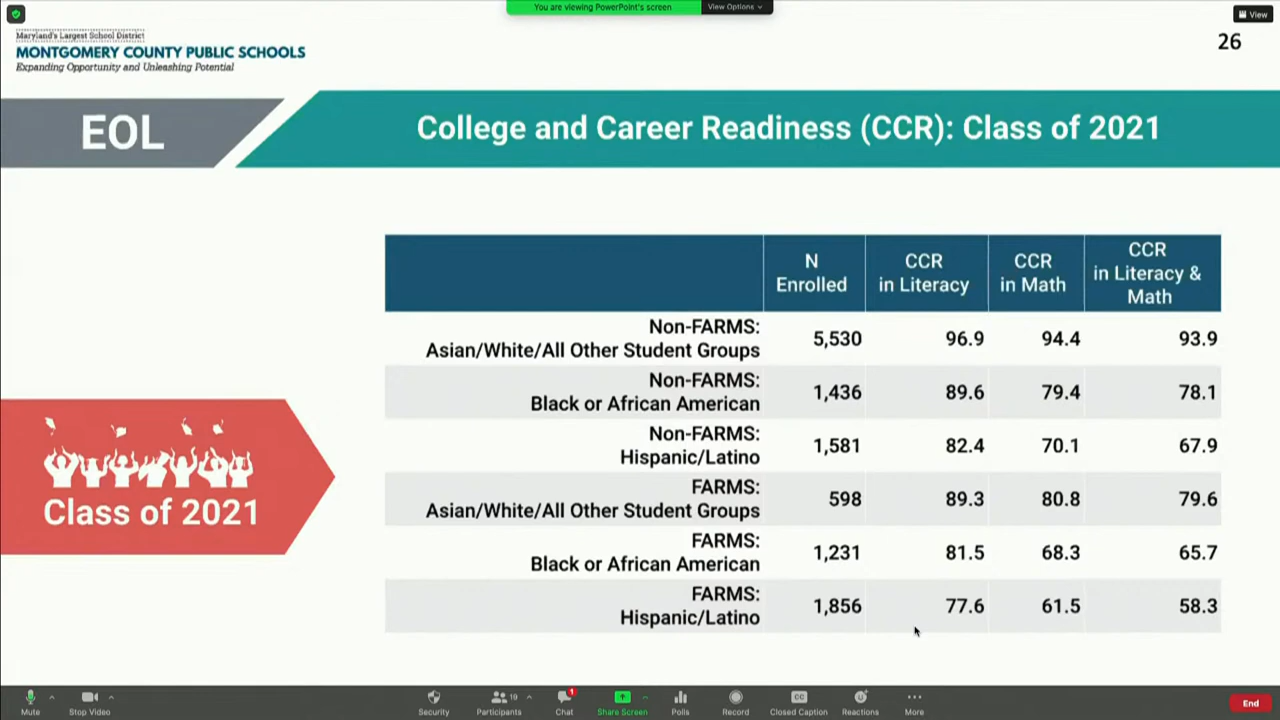 You are viewing PowerPoint's screen
View Options
View
Maryland's Largest School District
MONTGOMERY COUNTY PUBLIC SCHOOLS
Expanding Opportunity and Unleashing Potential
26
EOL
College and Career Readiness (CCR): Class of 2021
N
Enrolled
CCR
in Literacy
CCR
in Math
CCR
in Literacy &
Math
Non-FARMS:
Asian/White/All Other Student Groups
5,530 96.9 94.4 93.9
Non-FARMS:
Black or African American
1,436 89.6 79.4 78.1
Non-FARMS:
Hispanic/Latino
1,581 82.4 70.1 67.9
FARMS:
Asian/White/All Other Student Groups
598 89.3 80.8 79.6
FARMS:
Black or African American
1,231 81.5 68.3 65.7
FARMS:
Hispanic/Latino
1,856 77.6 61.5 58.3
Class of 2021
Mute
Stop Video
Security
Participants
19
Chat
1
Share Screen
Polls
Record
CC
Closed Caption
Reactions
More
End